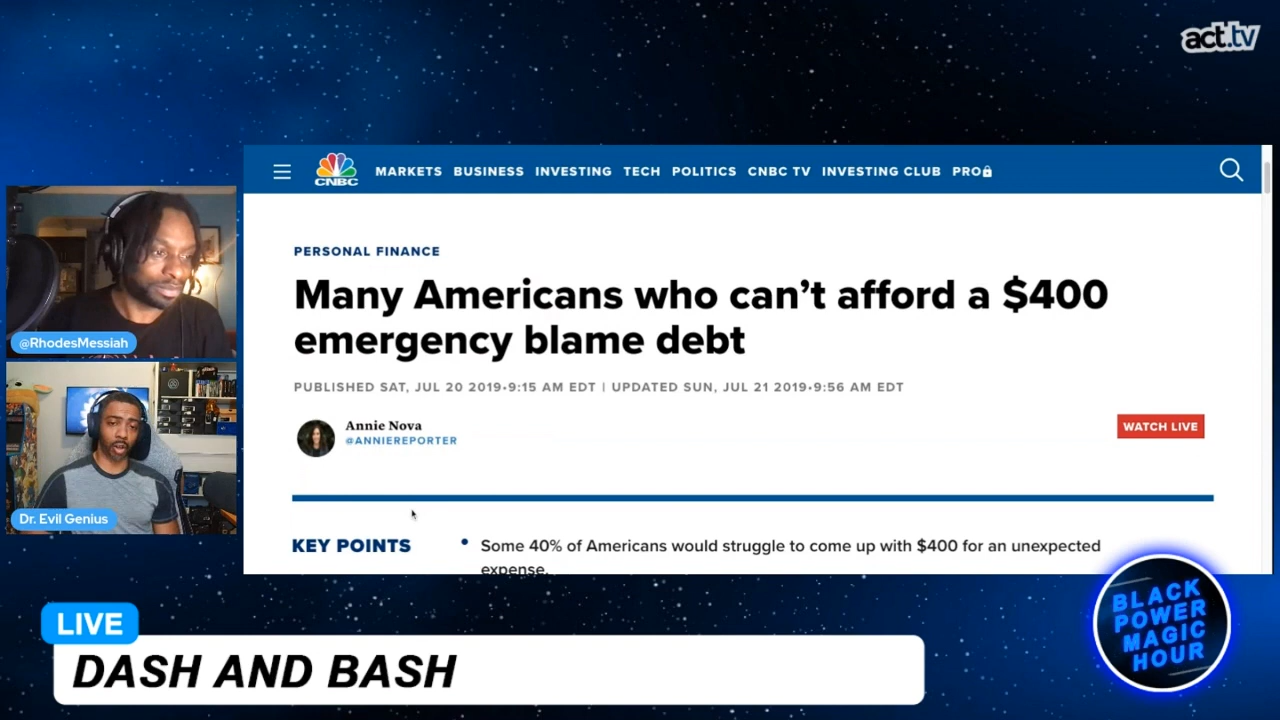 act.tv
CNBC
MARKETS BUSINESS INVESTING TECH POLITICS CNBC TV INVESTING CLUB PRO
PERSONAL FINANCE
Many Americans who can’t afford a $400
emergency blame debt
PUBLISHED SAT, JUL 20 2019•9:15 AM EDT | UPDATED SUN, JUL 21 2019•9:56 AM EDT
Annie Nova
@ANNIEREPORTER
WATCH LIVE
KEY POINTS
• Some 40% of Americans would struggle to come up with $400 for an unexpected
expense.
@RhodesMessiah
Dr. Evil Genius
BLACK
POWER
MAGIC
HOUR
LIVE
DASH AND BASH